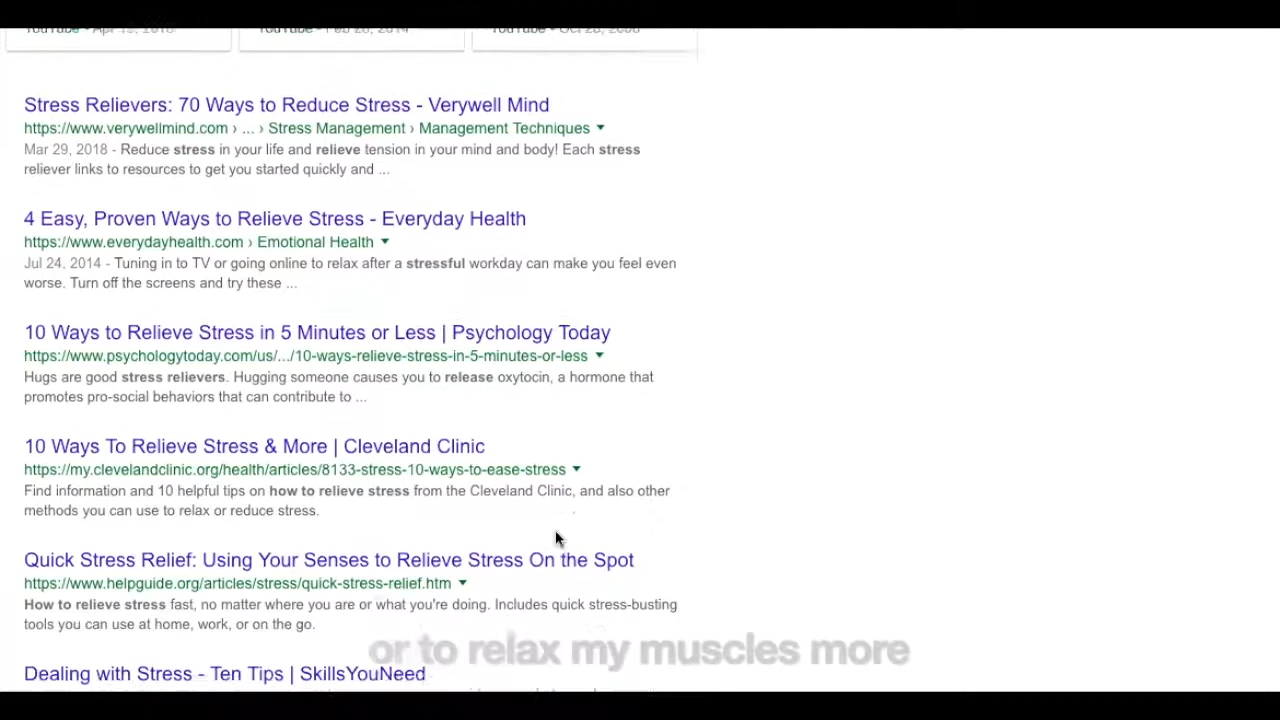 YouTube - Apr 15, 2018
YouTube - Feb 28, 2014
YouTube - Oct 28, 2008
Stress Relievers: 70 Ways to Reduce Stress - Verywell Mind
https://www.verywellmind.com › ... › Stress Management › Management Techniques
Mar 29, 2018 - Reduce stress in your life and relieve tension in your mind and body! Each stress
reliever links to resources to get you started quickly and ...
4 Easy, Proven Ways to Relieve Stress - Everyday Health
https://www.everydayhealth.com › Emotional Health
Jul 24, 2014 - Tuning in to TV or going online to relax after a stressful workday can make you feel even
worse. Turn off the screens and try these ...
10 Ways to Relieve Stress in 5 Minutes or Less | Psychology Today
https://www.psychologytoday.com/us/.../10-ways-relieve-stress-in-5-minutes-or-less
Hugs are good stress relievers. Hugging someone causes you to release oxytocin, a hormone that
promotes pro-social behaviors that can contribute to ...
10 Ways To Relieve Stress & More | Cleveland Clinic
https://my.clevelandclinic.org/health/articles/8133-stress-10-ways-to-ease-stress
Find information and 10 helpful tips on how to relieve stress from the Cleveland Clinic, and also other
methods you can use to relax or reduce stress.
Quick Stress Relief: Using Your Senses to Relieve Stress On the Spot
https://www.helpguide.org/articles/stress/quick-stress-relief.htm
How to relieve stress fast, no matter where you are or what you're doing. Includes quick stress-busting
tools you can use at home, work, or on the go.
or to relax my muscles more
Dealing with Stress - Ten Tips | SkillsYouNeed